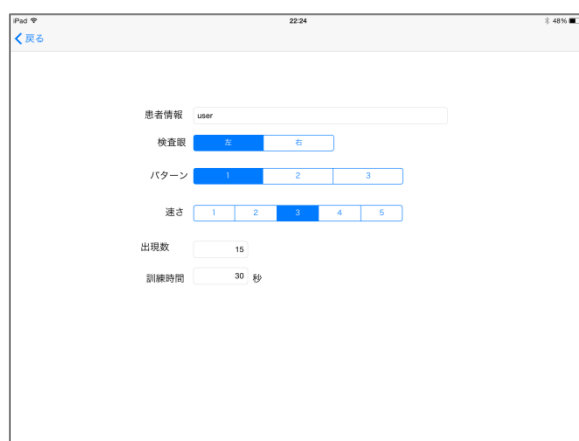 iPad 22:24 48%
戻る
患者情報 user
検査眼 左 右
パターン 1 2 3
速さ 1 2 3 4 5
出現数 15
訓練時間 30 秒